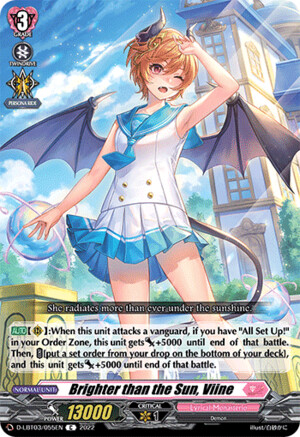 3
GRADE
TWINDRIVE
PERSONA RIDE
She radiates more than ever under the sunshine.
AUTO【】:When this unit attacks a vanguard, if you have "All Set Up!"
in your Order Zone, this unit gets +5000 until end of that battle.
Then, (put a set order from your drop on the bottom of your deck),
and this unit gets +5000 until end of that battle.
NORMAL UNIT
Brighter than the Sun, Viine
Lyrical Monasterio
Demon
POWER
13000
CRITICAL
1
D-LBT03/055EN C 2022
illust/白砂かに